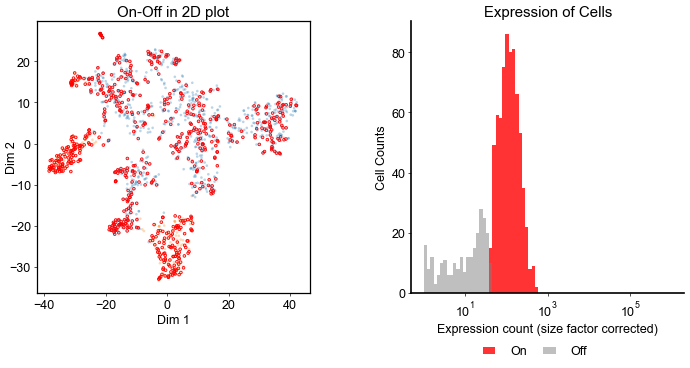 On-Off in 2D plot
Dim 2
20
10
0
−10
−20
−30
−40
−20
0
20
40
Dim 1
Expression of Cells
Cell Counts
80
60
40
20
0
10^1
10^3
10^5
Expression count (size factor corrected)
On
Off